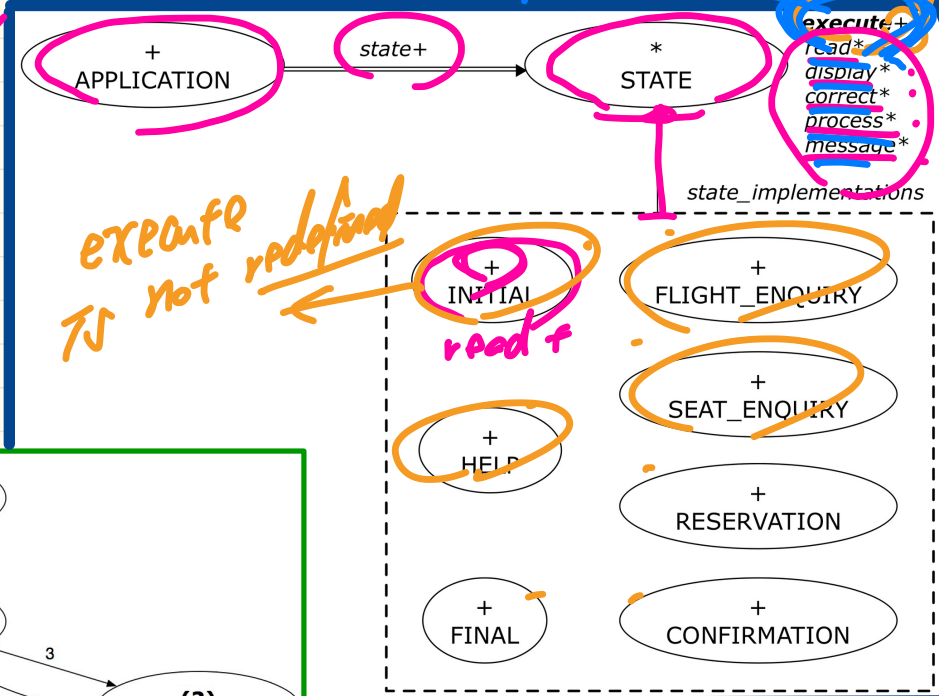 +
APPLICATION
state+
*
STATE
execute+
read*
display*
correct*
process*
message*
state_implementations
execute
is not redefined
+
INITIAL
read +
+
FLIGHT_ENQUIRY
+
SEAT_ENQUIRY
+
HELP
+
RESERVATION
+
FINAL
+
CONFIRMATION
3